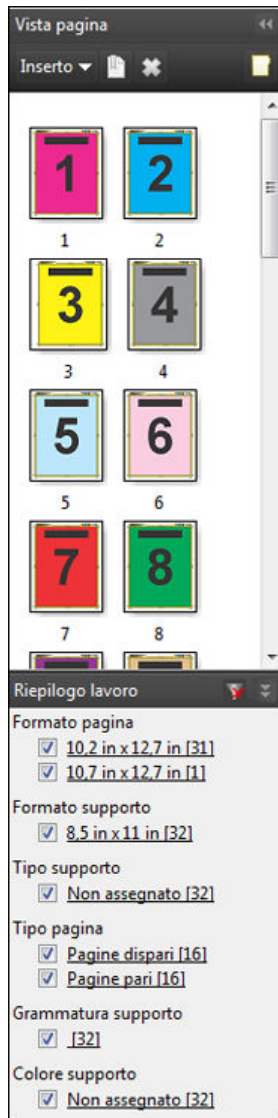 Vista pagina
Inserto
1 2
1 2
3 4
3 4
5 6
5 6
7 8
7 8
Riepilogo lavoro
Formato pagina
10,2 in x 12,7 in [31]
10,7 in x 12,7 in [1]
Formato supporto
8,5 in x 11 in [32]
Tipo supporto
Non assegnato [32]
Tipo pagina
Pagine dispari [16]
Pagine pari [16]
Grammatura supporto
[32]
Colore supporto
Non assegnato [32]